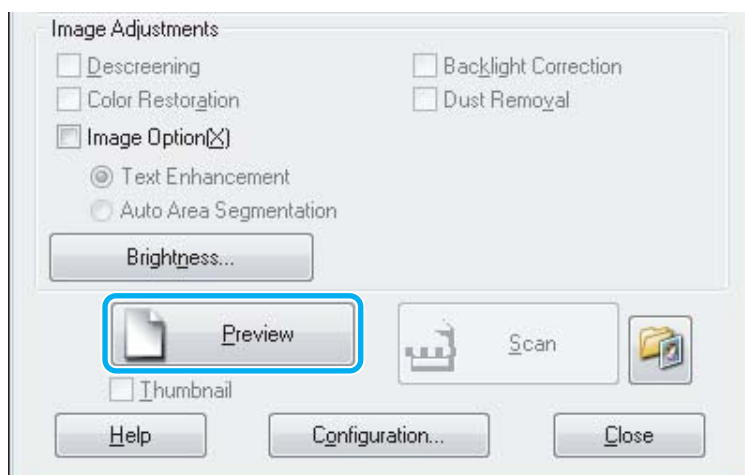 Image Adjustments
Descreening Backlight Correction
Color Restoration Dust Removal
Image Option(X)
Text Enhancement
Auto Area Segmentation
Brightness...
Preview Scan
Thumbnail
Help Configuration... Close